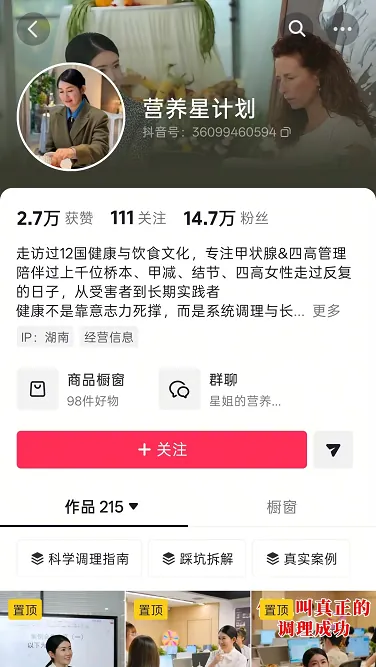 营养星计划
抖音号：36099460594
2.7万 获赞 111 关注 14.7万 粉丝
走访过12国健康与饮食文化，专注甲状腺&四高管理
陪伴过上千位桥本、甲减、结节、四高女性走过反复
的日子，从受害者到长期实践者
健康不是靠意志力死撑，而是系统调理与长... 更多
IP：湖南 经营信息
商品橱窗
98件好物
群聊
星姐的营养...
+ 关注
作品 215 橱窗
科学调理指南 踩坑拆解 真实案例
置顶 置顶 置顶
叫真正的
调理成功